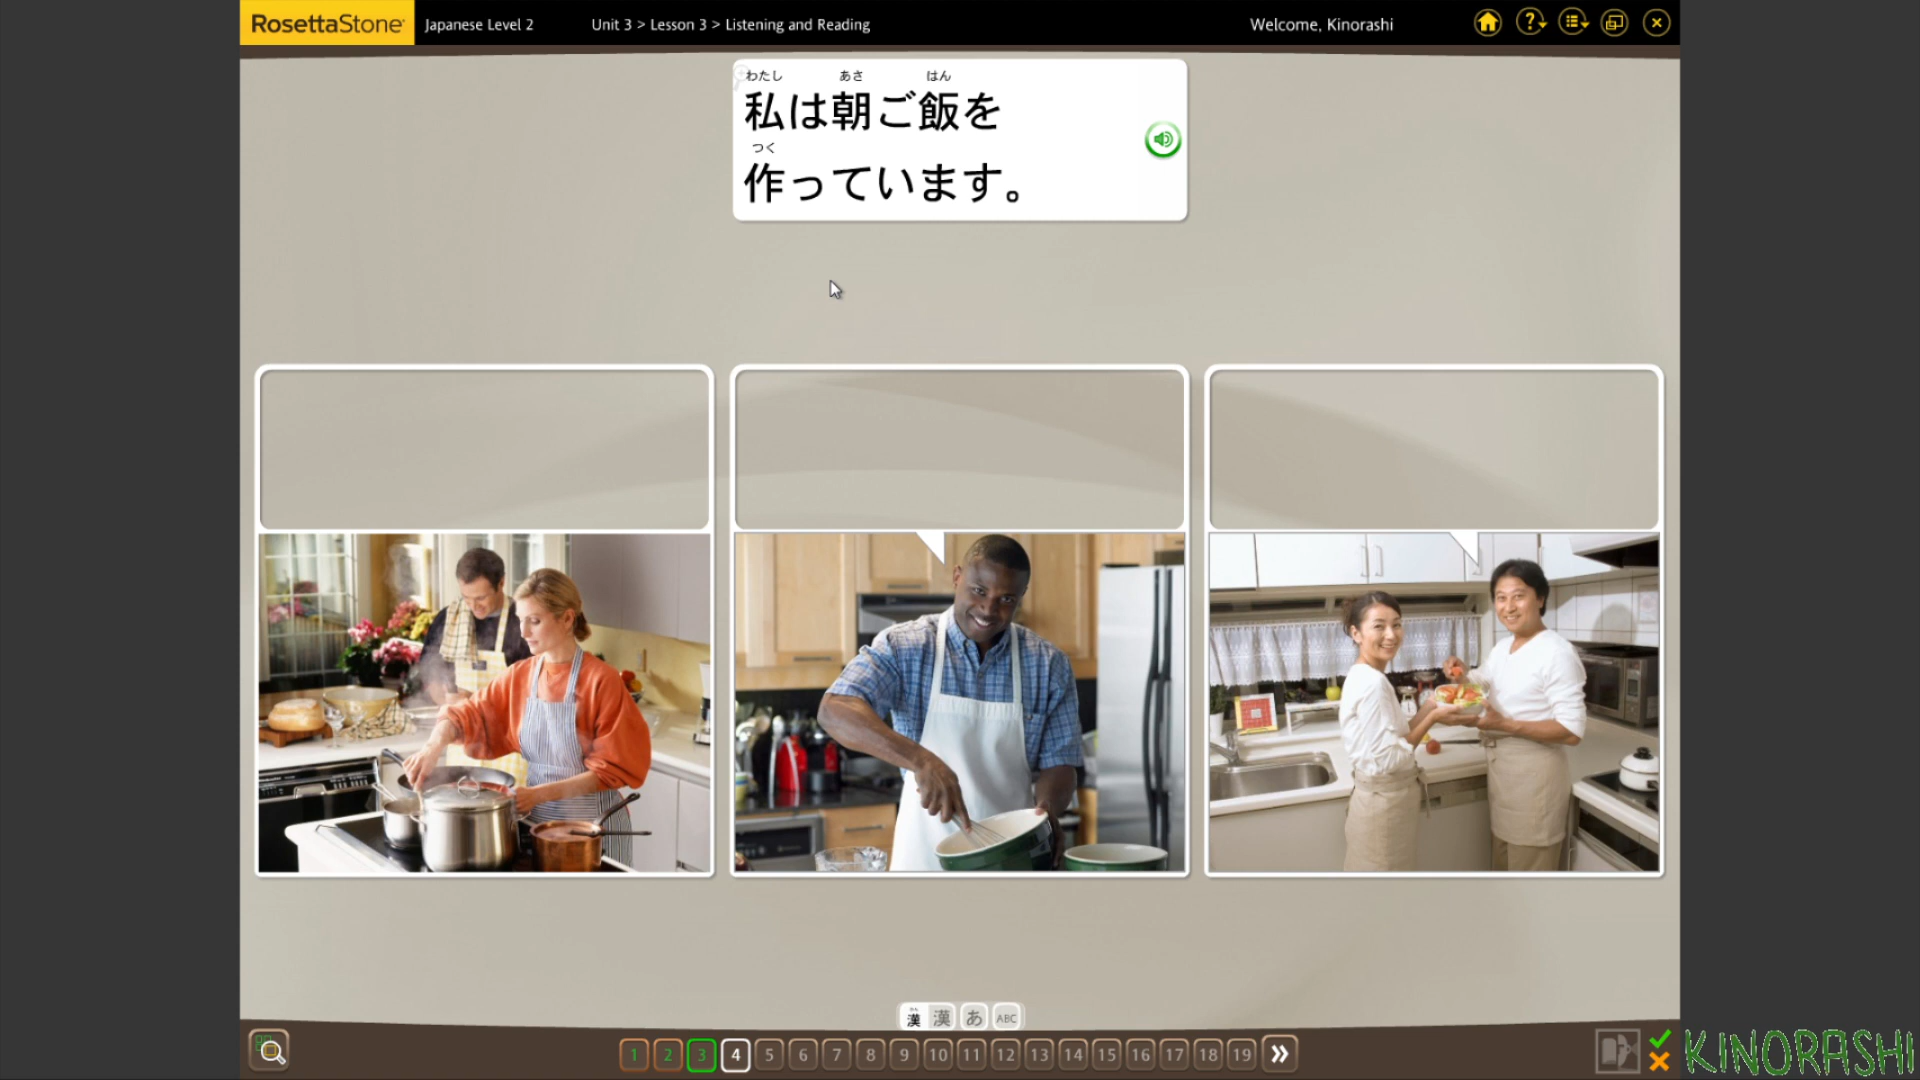 RosettaStone
Japanese Level 2
Unit 3 > Lesson 3 > Listening and Reading
Welcome, Kinorashi
わたし あさ はん
私は朝ご飯を
つく
作っています。
漢 漢 あ ABC
1 2 3 4 5 6 7 8 9 10 11 12 13 14 15 16 17 18 19
KINORASHI